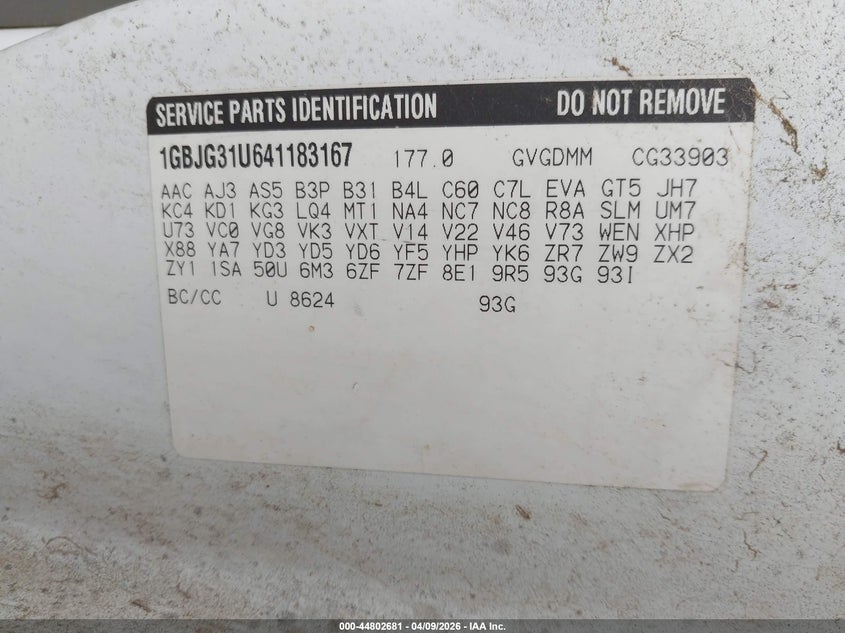 SERVICE PARTS IDENTIFICATION DO NOT REMOVE
1GBJG31U641183167 177.0 GVGDMM CG33903
AAC AJ3 AS5 B3P B31 B4L C60 C7L EVA GT5 JH7
KC4 KD1 KG3 LQ4 MT1 NA4 NC7 NC8 R8A SLM UM7
U73 VC0 VG8 VK3 VXT V14 V22 V46 V73 WEN XHP
X88 YA7 YD3 YD5 YD6 YF5 YHP YK6 ZR7 ZW9 ZX2
ZY1 1SA 50U 6M3 6ZF 7ZF 8E1 9R5 93G 93I
BC/CC U 8624 93G
000-44802681 - 04/09/2026 - IAA Inc.